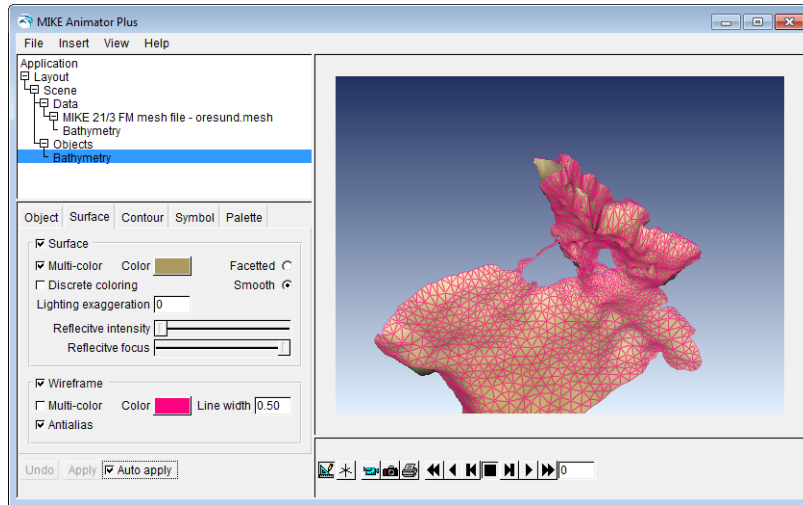 MIKE Animator Plus
File Insert View Help
Application
Layout
Scene
Data
MIKE 21/3 FM mesh file - oresund.mesh
Bathymetry
Objects
Bathymetry
Object Surface Contour Symbol Palette
Surface
Multi-color Color Facetted
Discrete coloring Smooth
Lighting exaggeration 0
Reflecitve intensity
Reflecitve focus
Wireframe
Multi-color Color Line width 0.50
Antialias
Undo Apply Auto apply 0